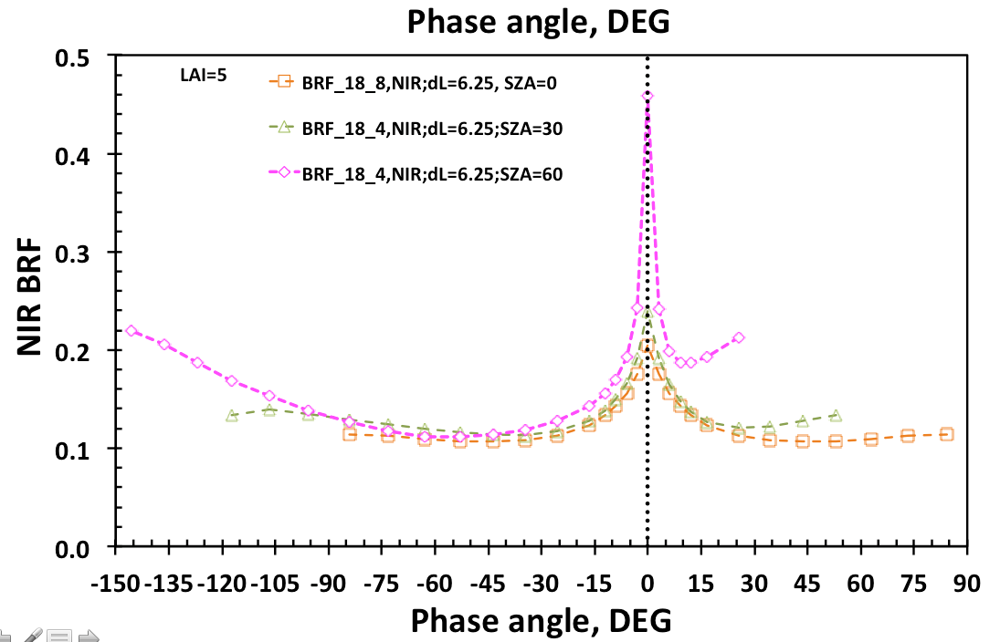 Phase angle, DEG
0.5
LAI=5
BRF_18_8,NIR;dL=6.25, SZA=0
BRF_18_4,NIR;dL=6.25;SZA=30
BRF_18_4,NIR;dL=6.25;SZA=60
0.4
0.3
0.2
0.1
0.0
NIR BRF
-150 -135 -120 -105 -90 -75 -60 -45 -30 -15 0 15 30 45 60 75 90
Phase angle, DEG